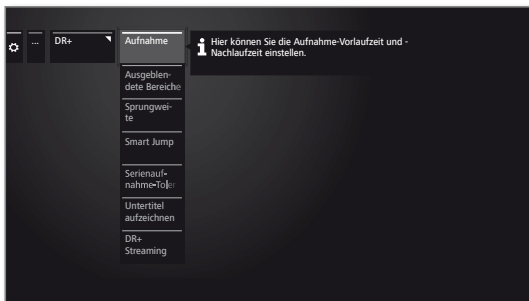 ... DR+ Aufnahme
Hier können Sie die Aufnahme-Vorlaufzeit und -
Nachlaufzeit einstellen.
Ausgeblen-
dete Bereiche
Sprungwei-
te
Smart Jump
Serienauf-
nahme-Toler
Untertitel
aufzeichnen
DR+
Streaming